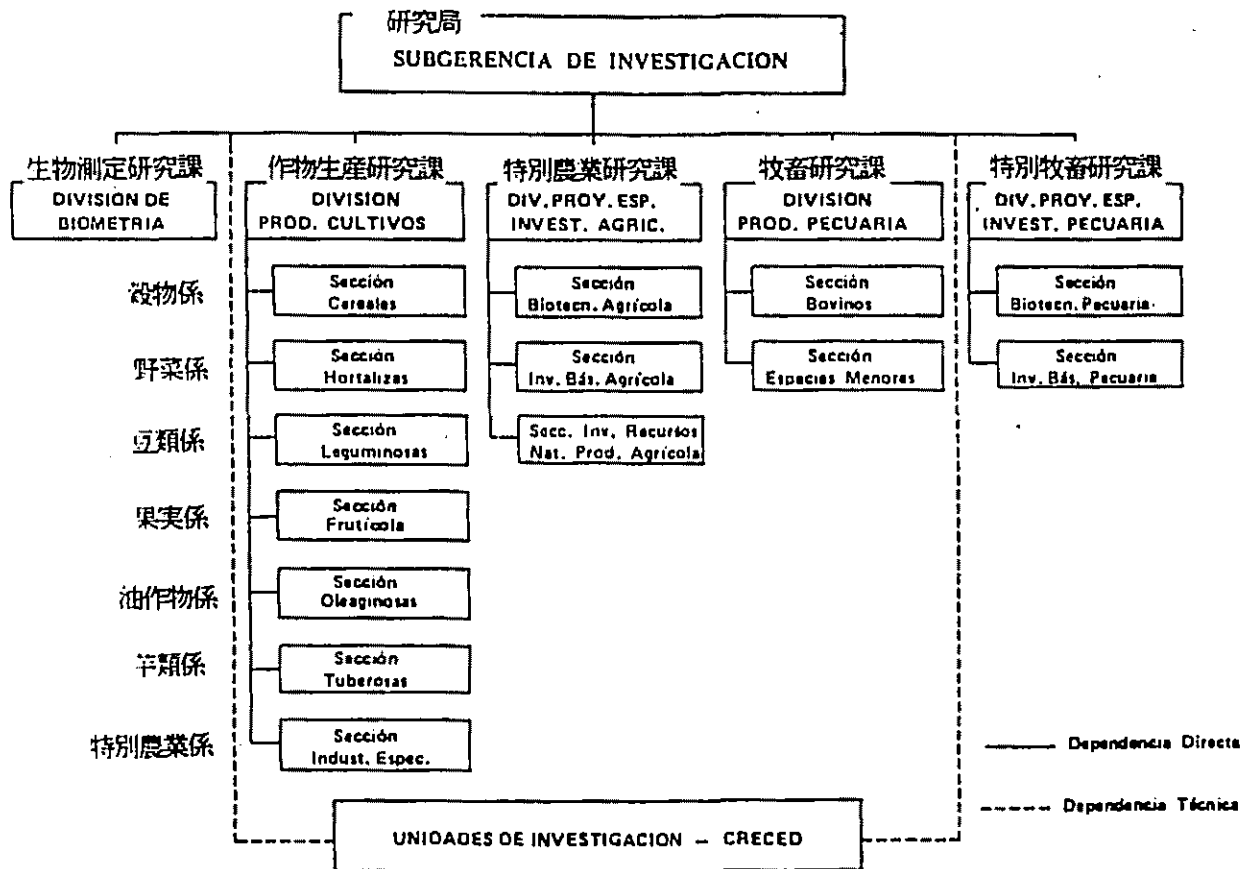 研究局
SUBGERENCIA DE INVESTIGACION
生物測定研究課
DIVISION DE
BIOMETRIA
作物生産研究課
DIVISION
PROD. CULTIVOS
特別農業研究課
DIV. PROY. ESP.
INVEST. AGRIC.
牧畜研究課
DIVISION
PROD. PECUARIA
特別牧畜研究課
DIV. PROY. ESP.
INVEST. PECUARIA
穀物係
Sección
Cereales
Sección
Biotecn. Agrícola
Sección
Bovinos
Sección
Biotecn. Pecuaria
野菜係
Sección
Hortalizas
Sección
Inv. Bás. Agrícola
Sección
Espacies Menores
Sección
Inv. Bás. Pecuaria
豆類係
Sección
Leguminosas
Secc. Inv. Recursos
Nat. Prod. Agrícola
果実係
Sección
Frutícola
油作物係
Sección
Oleaginosas
芋類係
Sección
Tuberosas
特別農業係
Sección
Indust. Espec.
Dependencia Directa
Dependencia Técnica
UNIDADES DE INVESTIGACION – CRECED